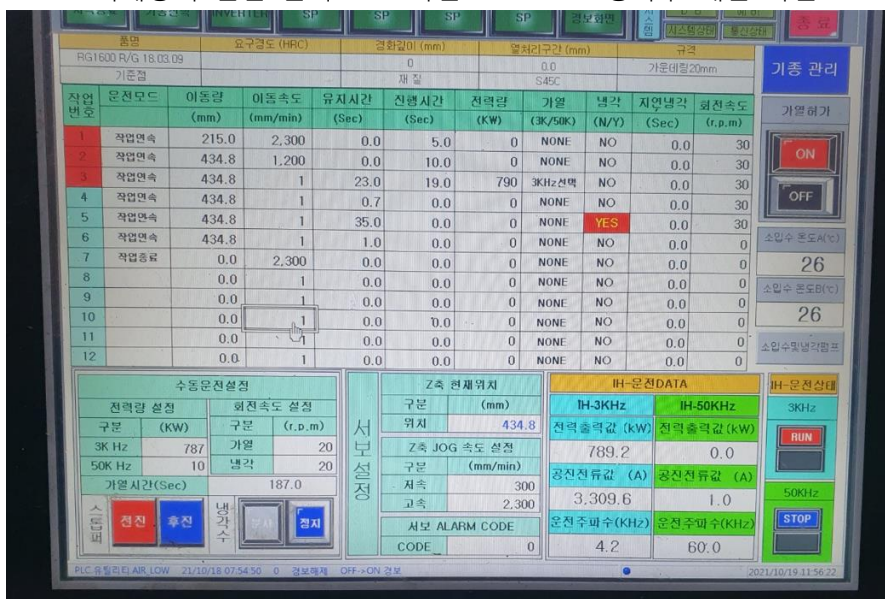 INVERTER SP SP SP 경보화면 종료
품명 요구경도 (HRC) 경화깊이 (mm) 열처리구간 (mm) 규격
RG1600 R/G 18.03.09 0 0.0 가운데링20mm
기준점 재 질 S45C
기종 관리
작업번호 운전모드 이동량 (mm) 이동속도 (mm/min) 유지시간 (Sec) 진행시간 (Sec) 전력량 (KW) 가열 (3K/50K) 냉각 (N/Y) 지연냉각 (Sec) 회전속도 (r.p.m)
1 작업연속 215.0 2,300 0.0 5.0 0 NONE NO 0.0 30
2 작업연속 434.8 1,200 0.0 10.0 0 NONE NO 0.0 30
3 작업연속 434.8 1 23.0 19.0 790 3KHz선택 NO 0.0 30
4 작업연속 434.8 1 0.7 0.0 0 NONE NO 0.0 30
5 작업연속 434.8 1 35.0 0.0 0 NONE YES 0.0 30
6 작업연속 434.8 1 1.0 0.0 0 NONE NO 0.0 0
7 작업종료 0.0 2,300 0.0 0.0 0 NONE NO 0.0 0
8 0.0 1 0.0 0.0 0 NONE NO 0.0 0
9 0.0 1 0.0 0.0 0 NONE NO 0.0 0
10 0.0 1 0.0 0.0 0 NONE NO 0.0 0
11 0.0 1 0.0 0.0 0 NONE NO 0.0 0
12 0.0 1 0.0 0.0 0 NONE NO 0.0 0
가열허가
ON
OFF
소입수 온도A(℃)
26
소입수 온도B(℃)
26
소입수및냉각펌프
수동운전설정
전력량 설정 회전속도 설정
구분 (KW) 구분 (r.p.m)
3K Hz 787 가열 20
50K Hz 10 냉각 20
가열시간(Sec) 187.0
스톱퍼 전진 후진 냉각수 정지
서보설정
Z축 현재위치
구분 (mm)
위치 434.8
Z축 JOG 속도 설정
구분 (mm/min)
저속 300
고속 2,300
서보 ALARM CODE
CODE 0
IH-운전DATA
IH-3KHz IH-50KHz
전력출력값 (kW) 전력출력값 (kW)
789.2 0.0
공진전류값 (A) 공진전류값 (A)
3,309.6 1.0
운전주파수(KHz) 운전주파수(KHz)
4.2 60.0
IH-운전상태
3KHz
RUN
50KHz
STOP
PLC 유틸리티 AIR_LOW 21/10/18 07:54:50 0 경보해제 OFF->ON 경보 2021/10/19 11:56:22